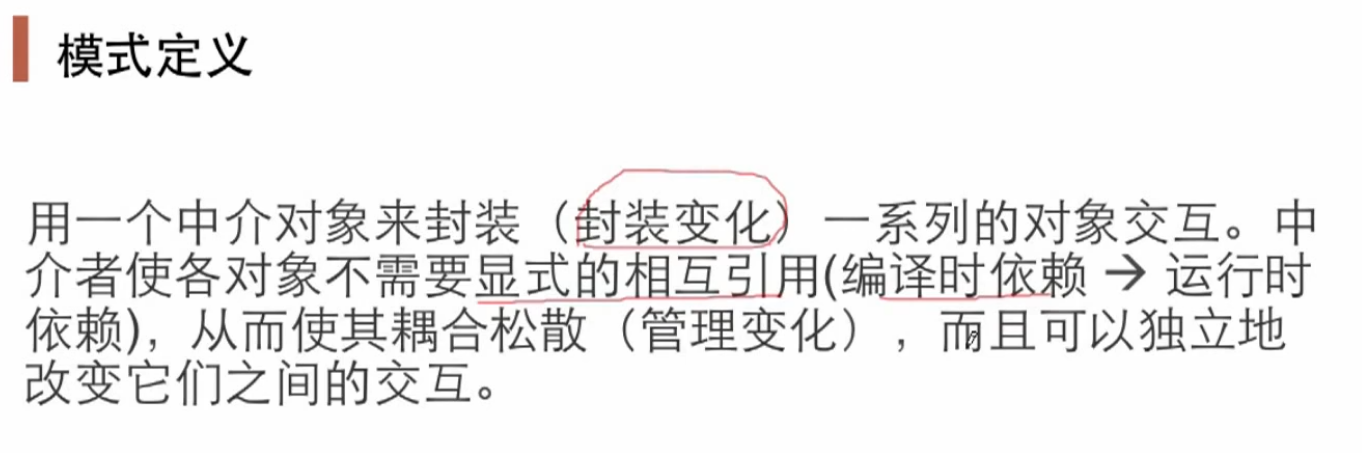 模式定义
用一个中介对象来封装（封装变化）一系列的对象交互。中
介者使各对象不需要显式的相互引用(编译时依赖 → 运行时
依赖)，从而使其耦合松散（管理变化），而且可以独立地
改变它们之间的交互。